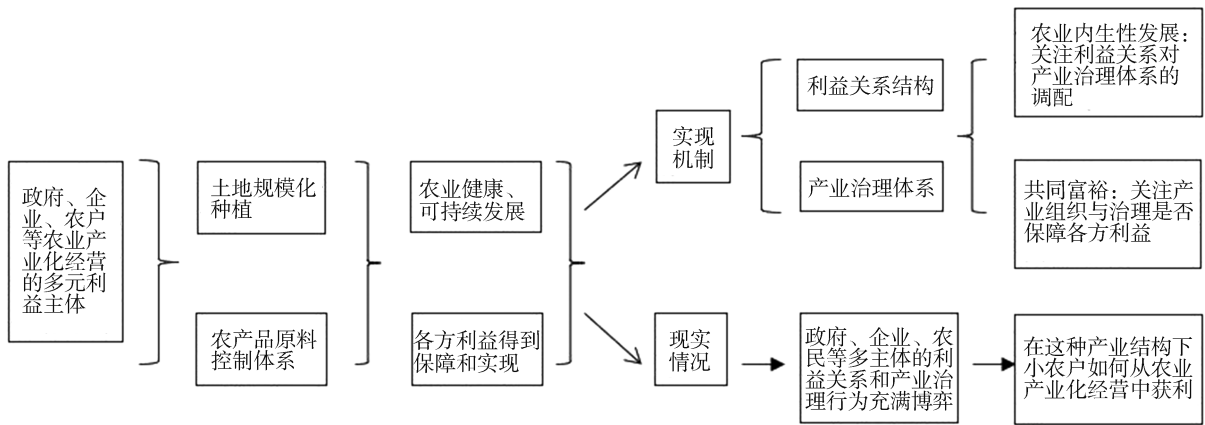 政府、企
业、农户
等农业产
业化经营
的多元利
益主体
土地规模化
种植
农产品原料
控制体系
农业健康、
可持续发展
各方利益得到
保障和实现
实现
机制
利益关系结构
产业治理体系
农业内生性发展：
关注利益关系对
产业治理体系的
调配
共同富裕：关注产
业组织与治理是否
保障各方利益
现实
情况
政府、企业、农
民等多主体的利
益关系和产业治
理行为充满博弈
在这种产业结构下
小农户如何从农业
产业化经营中获利